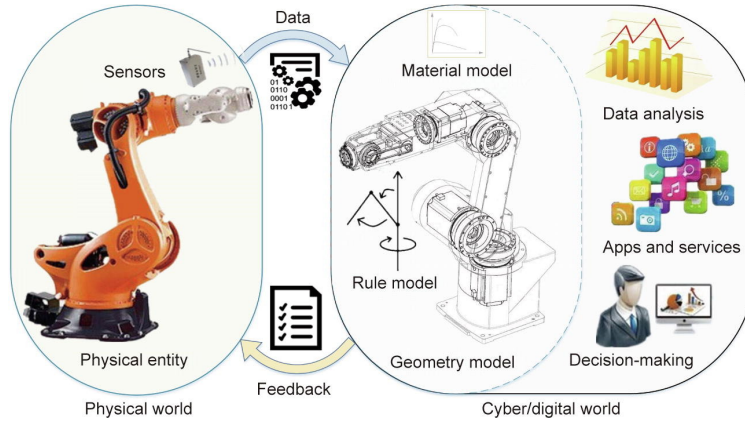 Data
Sensors
Material model
Data analysis
01
0110
0001
01101
Rule model
Apps and services
Physical entity
Geometry model
Decision-making
Feedback
Physical world
Cyber/digital world